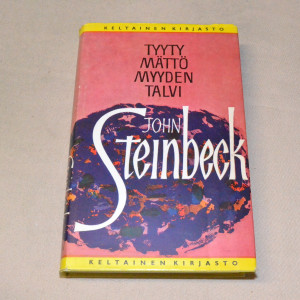 KELTAINEN KIRJASTO
TYYTY
MÄTTÖ
MYYDEN
TALVI
JOHN
Steinbeck
KELTAINEN KIRJASTO